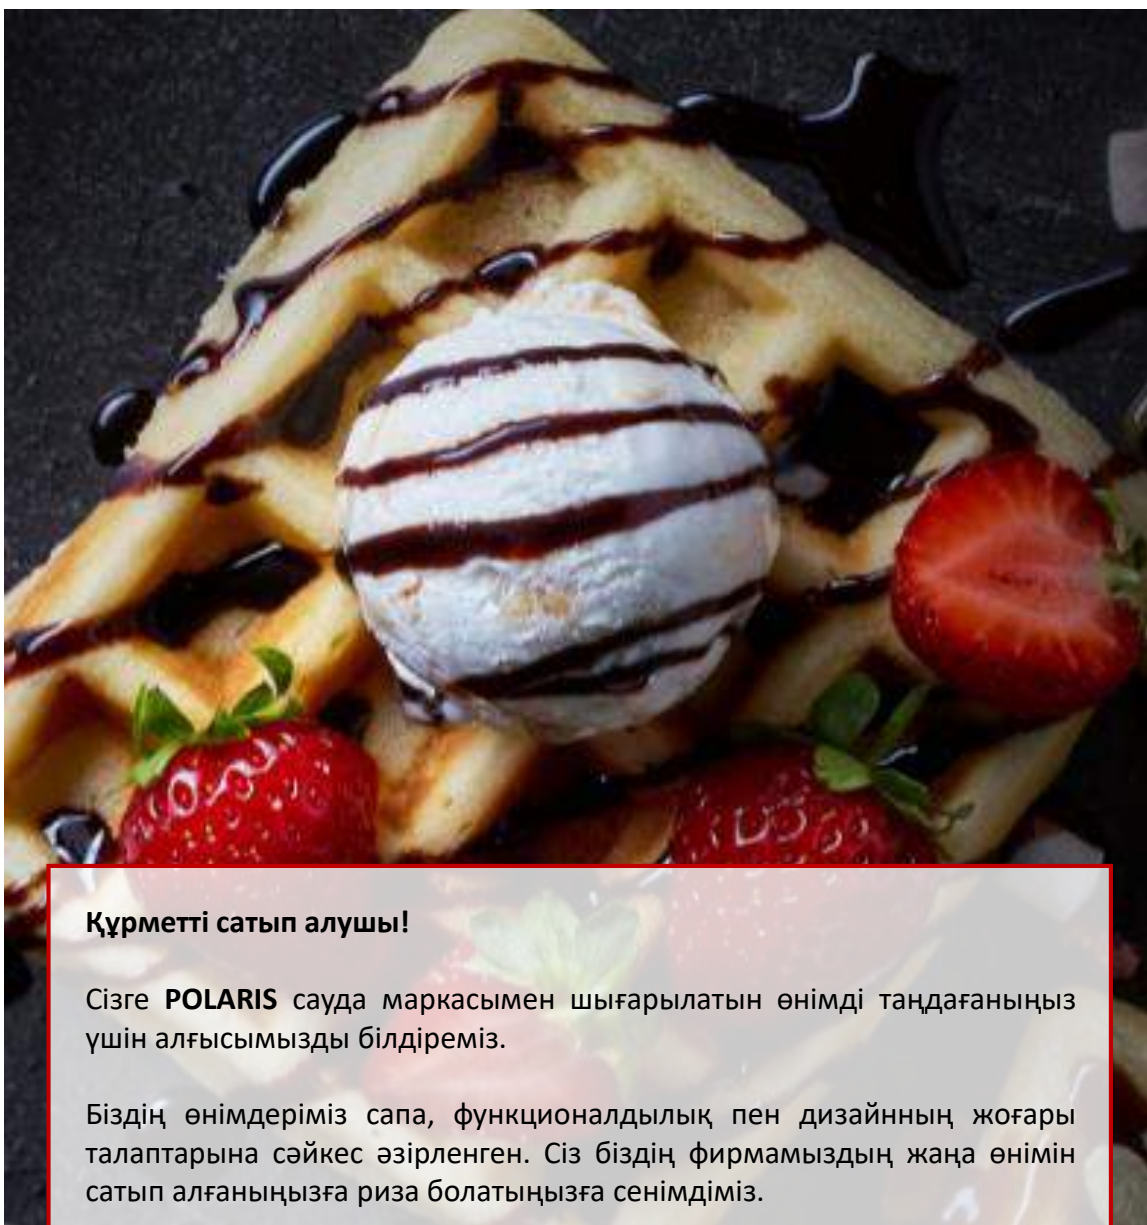 Құрметті сатып алушы!
Сізге POLARIS сауда маркасымен шығарылатын өнімді таңдағаныңыз
үшін алғысымызды білдіреміз.
Біздің өнімдеріміз сапа, функционалдылық пен дизайнның жоғары
талаптарына сәйкес әзірленген. Сіз біздің фирмамыздың жаңа өнімін
сатып алғаныңызға риза болатыңызға сенімдіміз.